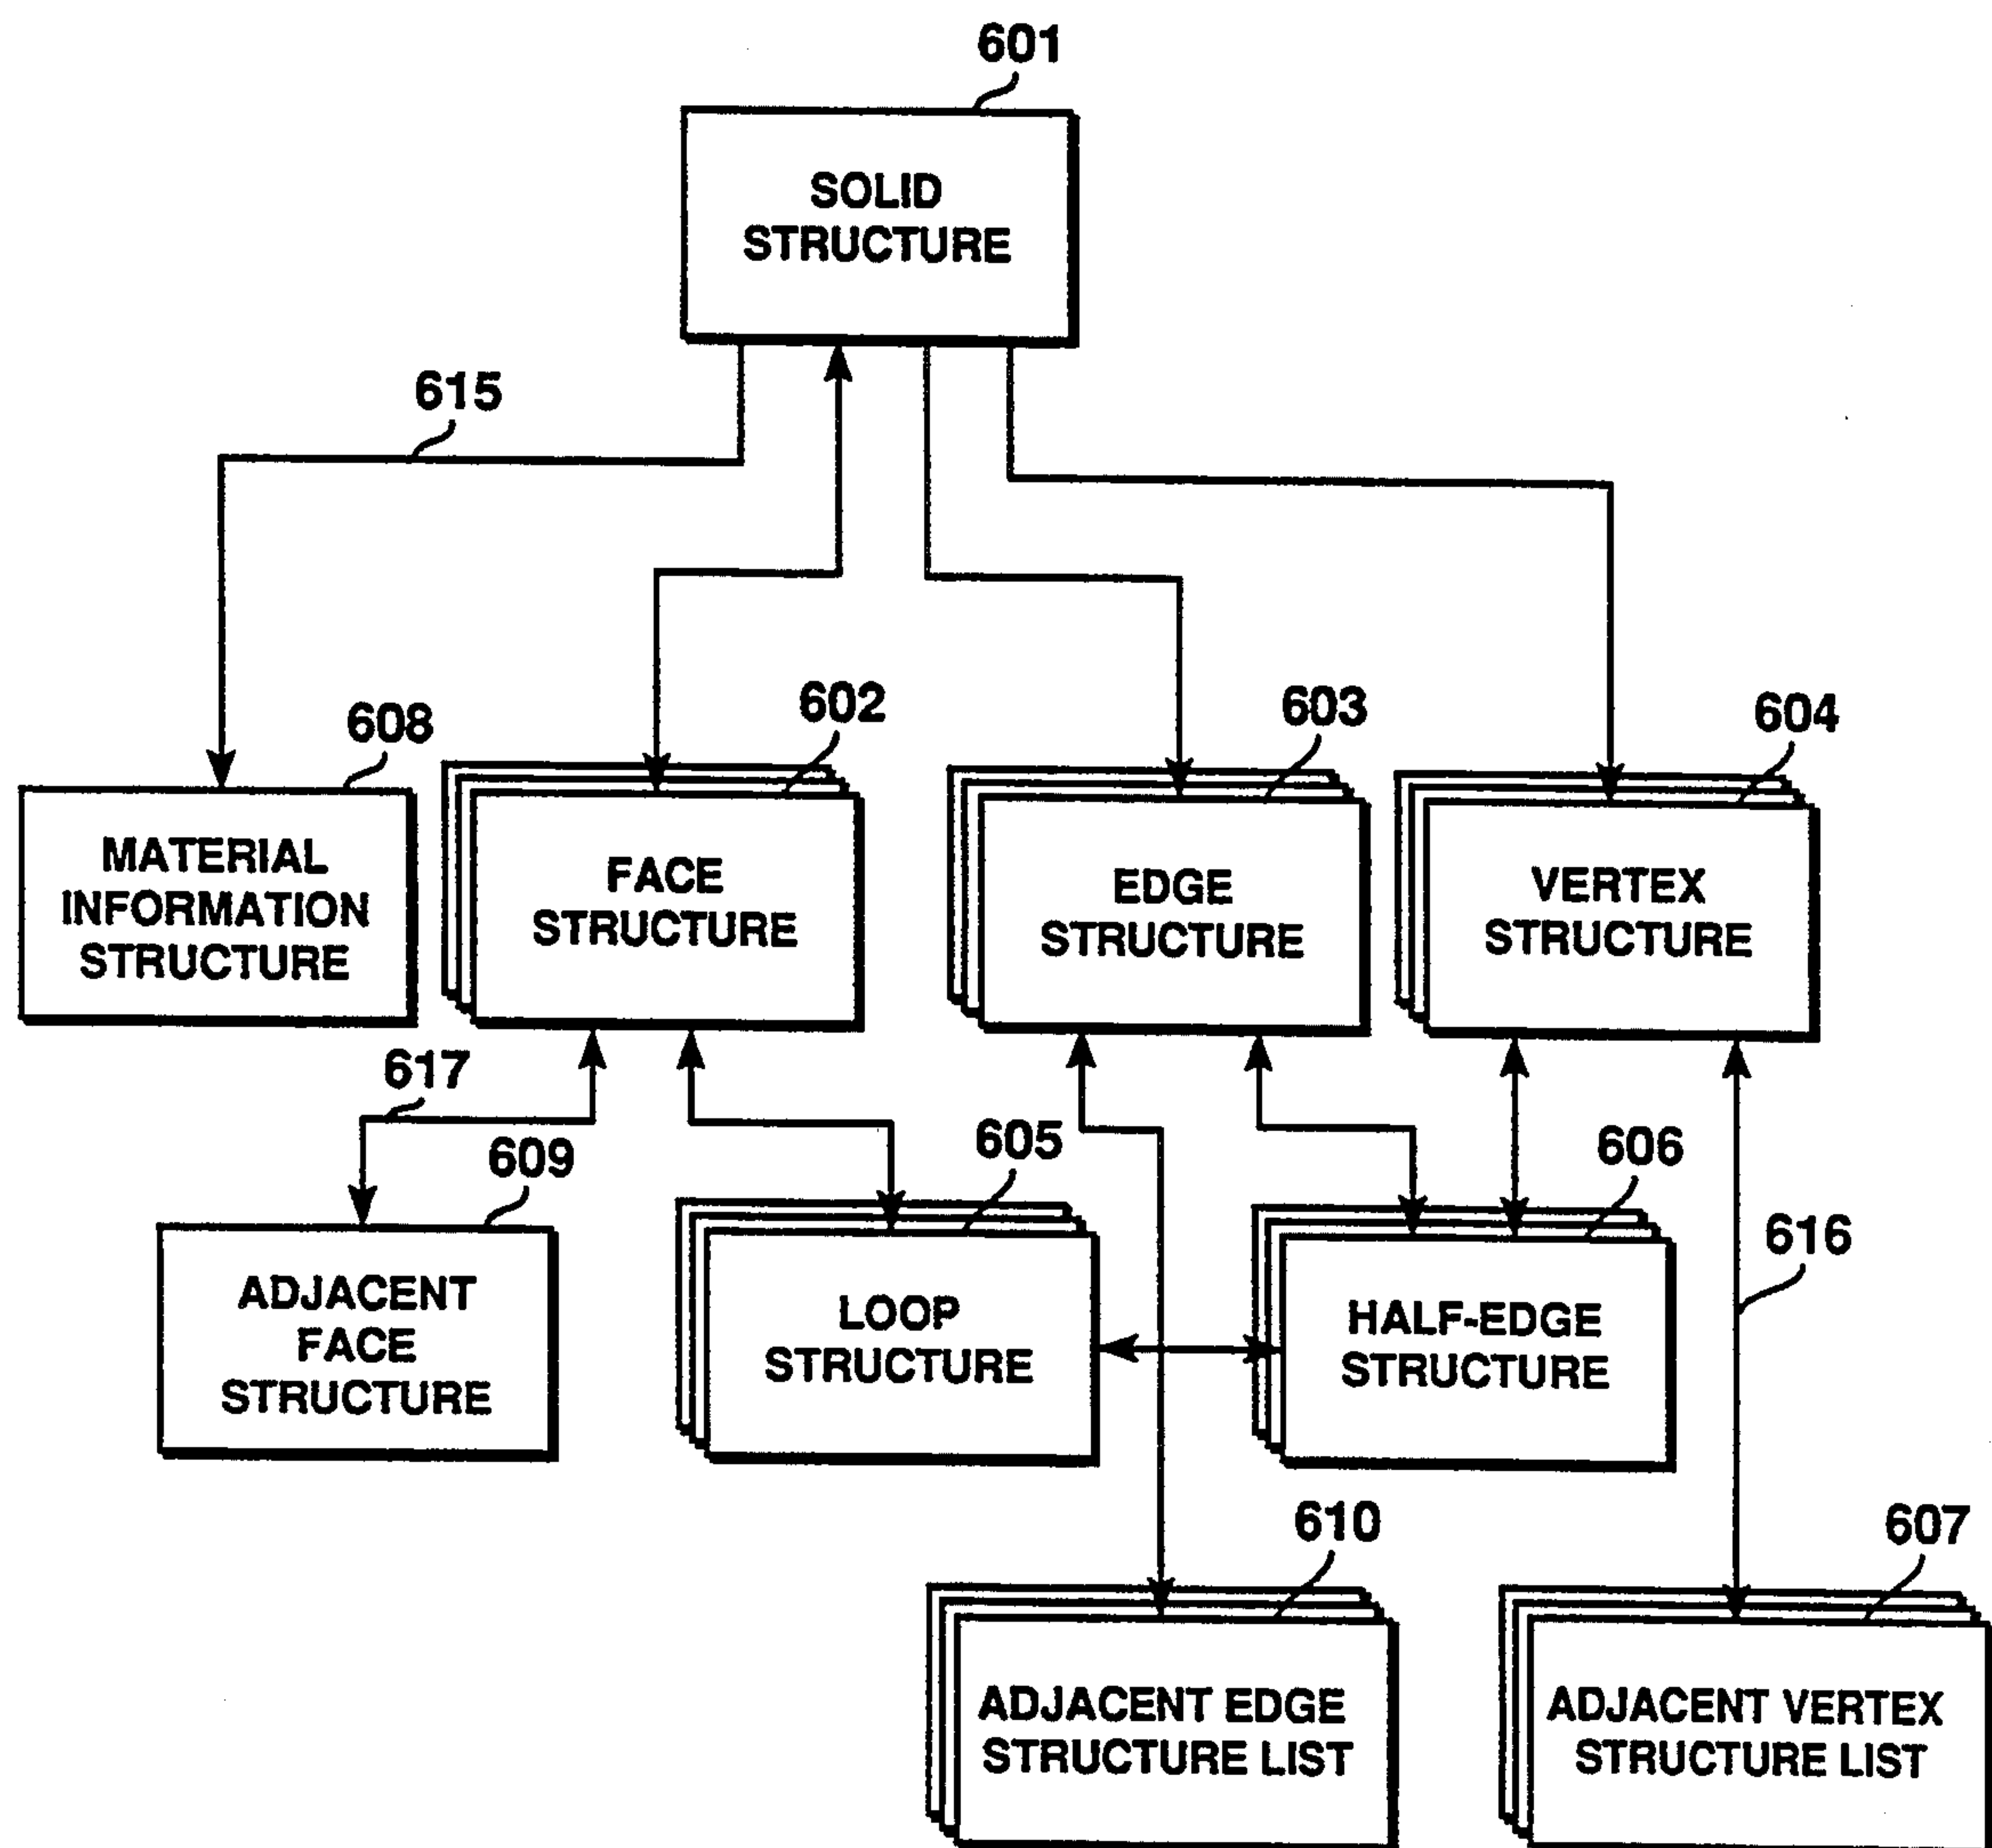 601
SOLID
STRUCTURE
615
608
602
603
604
MATERIAL
INFORMATION
STRUCTURE
FACE
STRUCTURE
EDGE
STRUCTURE
VERTEX
STRUCTURE
617
609
605
606
616
ADJACENT
FACE
STRUCTURE
LOOP
STRUCTURE
HALF-EDGE
STRUCTURE
610
607
ADJACENT EDGE
STRUCTURE LIST
ADJACENT VERTEX
STRUCTURE LIST